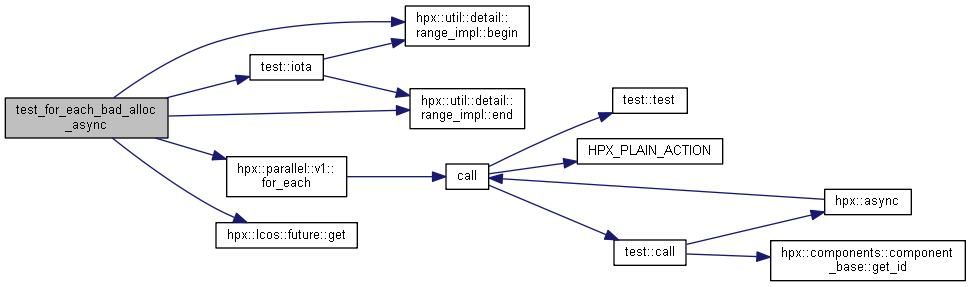 test_for_each_bad_alloc
_async
hpx::util::detail::
range_impl::begin
test::iota
hpx::util::detail::
range_impl::end
hpx::parallel::v1::
for_each
hpx::lcos::future::get
call
test::test
HPX_PLAIN_ACTION
test::call
hpx::async
hpx::components::component
_base::get_id